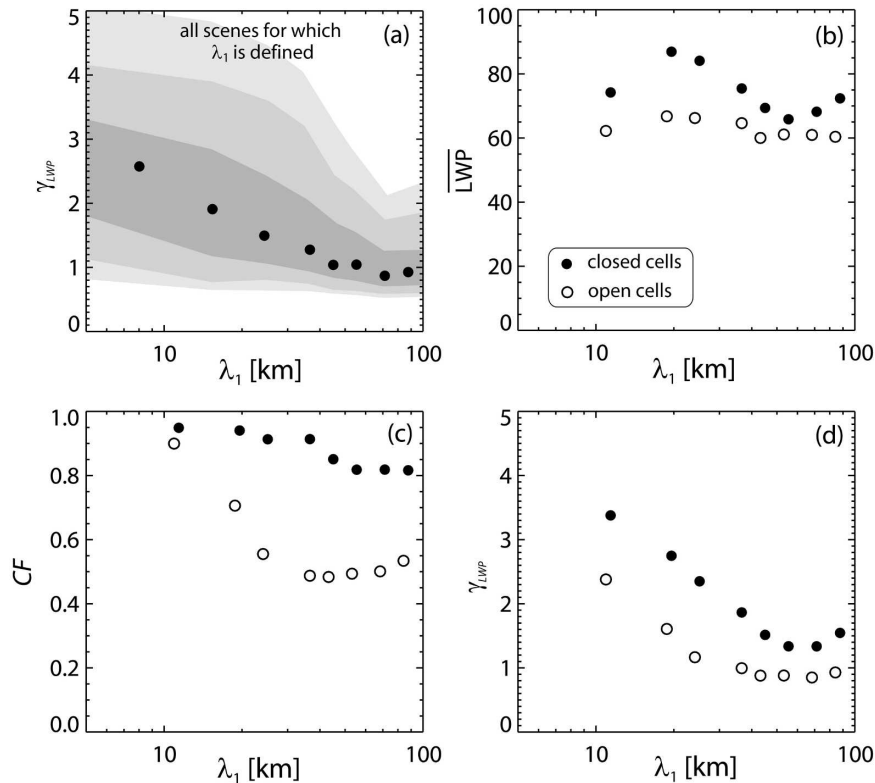 5
4
3
2
1
0
γLWP
all scenes for which
λ₁ is defined
(a)
10
100
λ₁ [km]
100
80
60
40
20
0
LWP
(b)
closed cells
open cells
10
100
λ₁ [km]
1.0
0.8
0.6
0.4
0.2
0.0
CF
(c)
10
100
λ₁ [km]
5
4
3
2
1
0
γLWP
(d)
10
100
λ₁ [km]